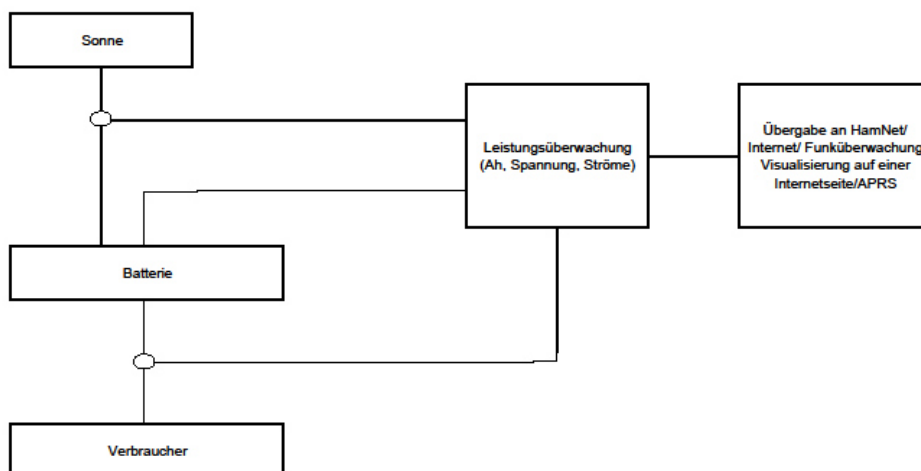 Sonne
Leistungsüberwachung
(Ah, Spannung, Ströme)
Übergabe an HamNet/
Internet/ Funküberwachung
Visualisierung auf einer
Internetseite/APRS
Batterie
Verbraucher